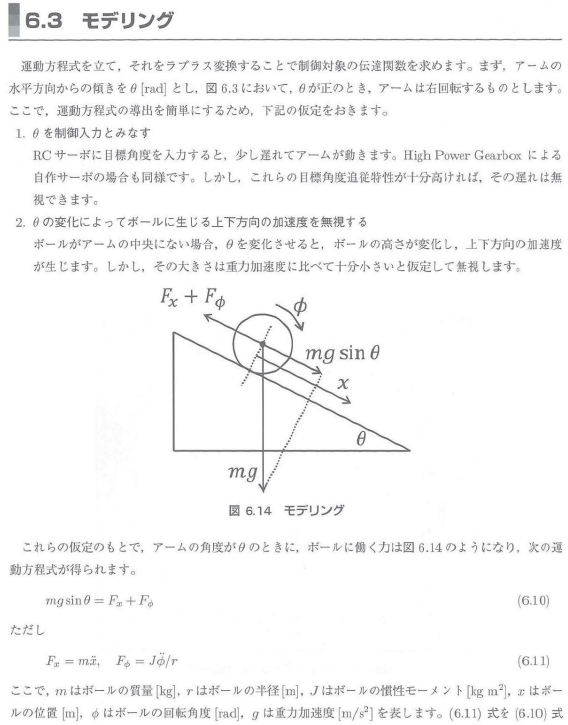 6.3 モデリング
運動方程式を立て，それをラプラス変換することで制御対象の伝達関数を求めます。まず，アームの
水平方向からの傾きをθ [rad] とし，図 6.3 において，θが正のとき，アームは右回転するものとします。
ここで，運動方程式の導出を簡単にするため，下記の仮定をおきます。
1. θ を制御入力とみなす
RC サーボに目標角度を入力すると，少し遅れてアームが動きます。High Power Gearbox による
自作サーボの場合も同様です。しかし，これらの目標角度追従特性が十分高ければ，その遅れは無
視できます。
2. θ の変化によってボールに生じる上下方向の加速度を無視する
ボールがアームの中央にない場合，θ を変化させると，ボールの高さが変化し，上下方向の加速度
が生じます。しかし，その大きさは重力加速度に比べて十分小さいと仮定して無視します。
Fx + Fϕ
ϕ
mg sin θ
x
θ
mg
図 6.14 モデリング
これらの仮定のもとで，アームの角度がθ のときに，ボールに働く力は図 6.14 のようになり，次の運
動方程式が得られます。
mg sin θ = Fx + Fϕ (6.10)
ただし
Fx = mẍ, Fϕ = Jϕ̈/r (6.11)
ここで，m はボールの質量 [kg]，r はボールの半径 [m]，J はボールの慣性モーメント [kg m²]，x はボー
ルの位置 [m]，ϕ はボールの回転角度 [rad]，g は重力加速度 [m/s²] を表します。(6.11) 式を (6.10) 式